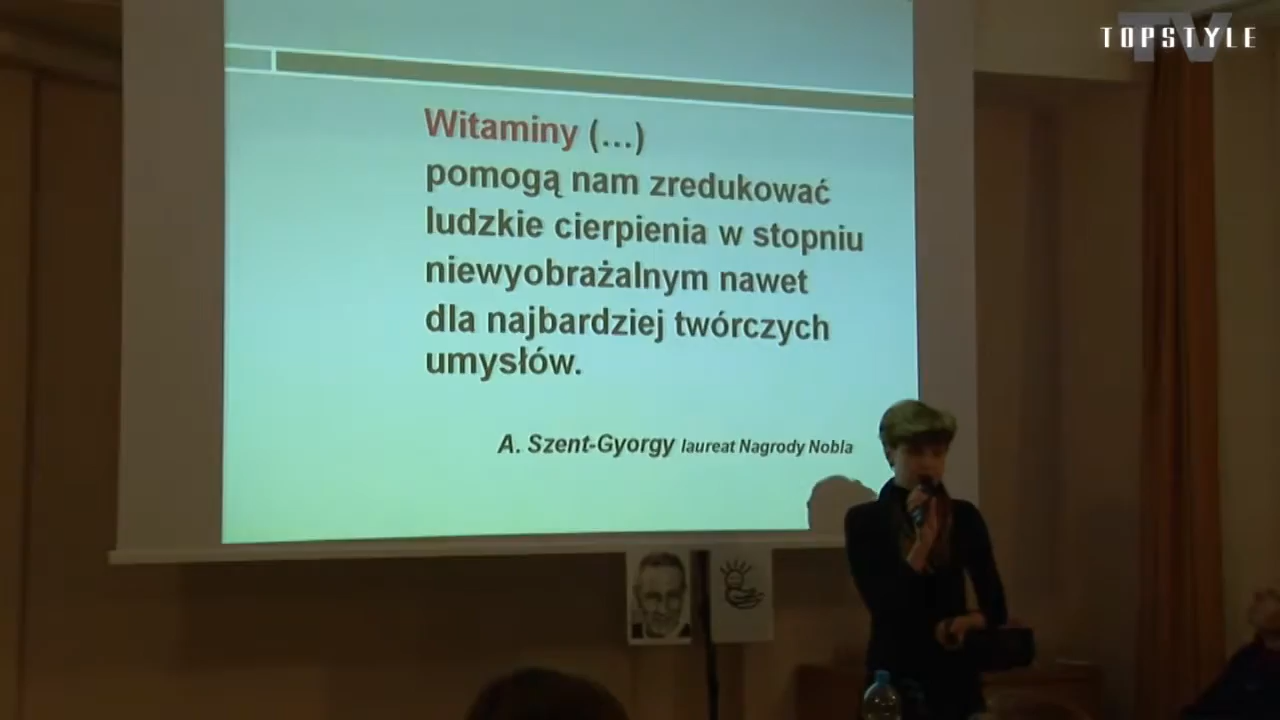 TV
TOPSTYLE
Witaminy (...)
pomogą nam zredukować
ludzkie cierpienia w stopniu
niewyobrażalnym nawet
dla najbardziej twórczych
umysłów.
A. Szent-Gyorgy laureat Nagrody Nobla